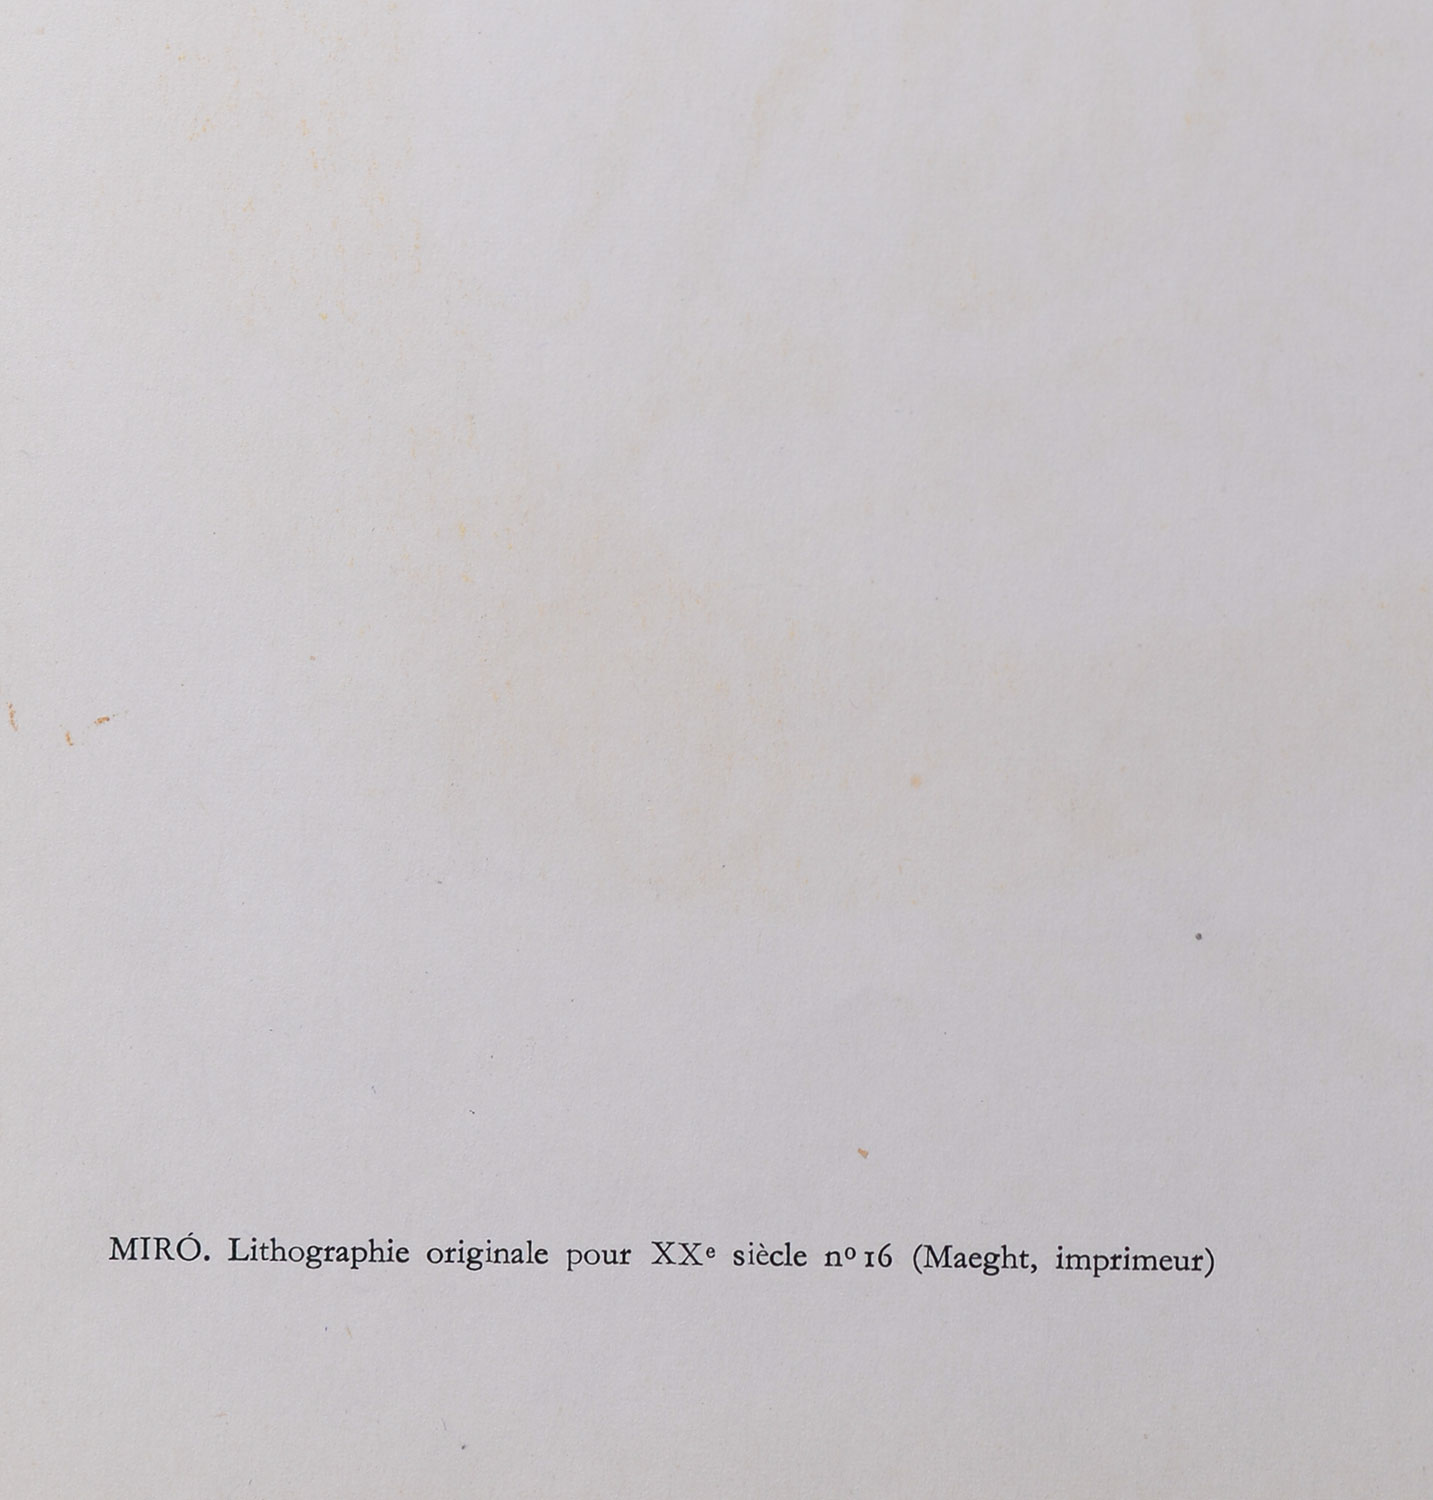 MIRÓ. Lithographie originale pour XXᵉ siècle nº 16 (Maeght, imprimeur)